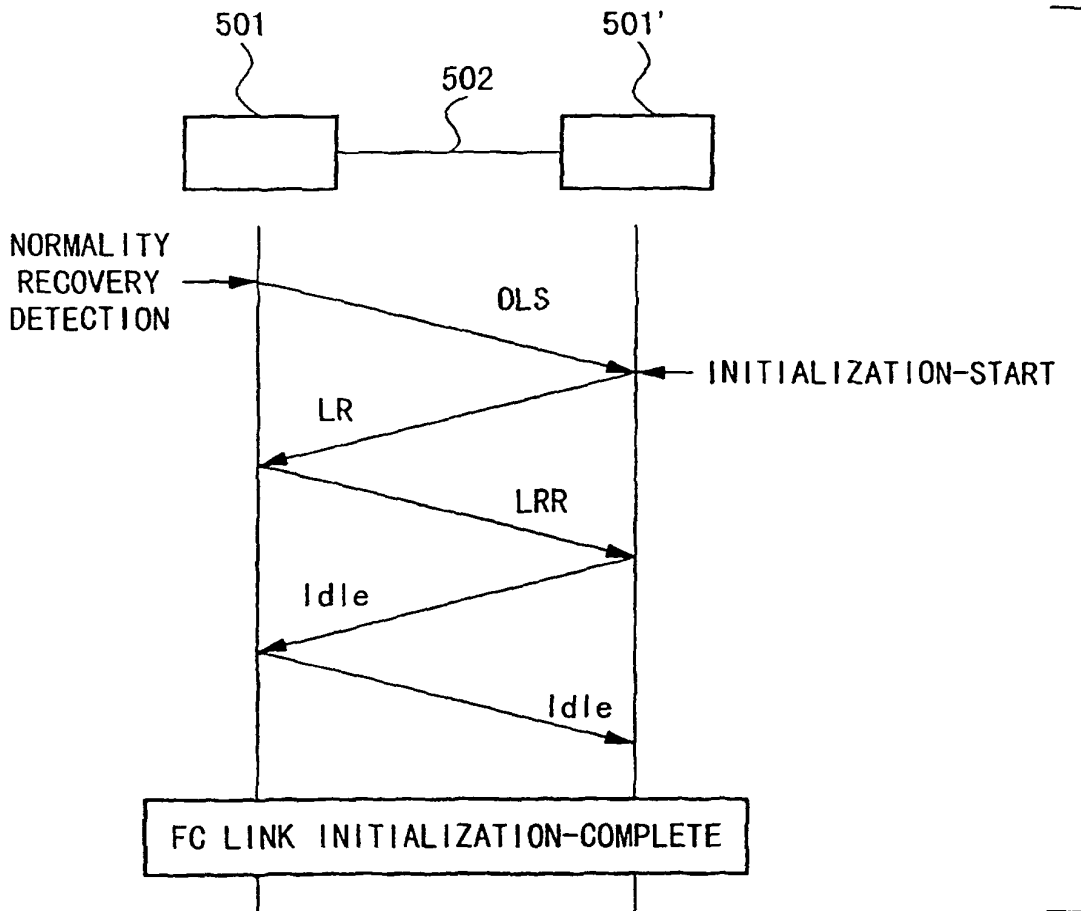 501
501'
502
NORMALITY
RECOVERY
DETECTION
OLS
INITIALIZATION-START
LR
LRR
Idle
Idle
FC LINK INITIALIZATION-COMPLETE